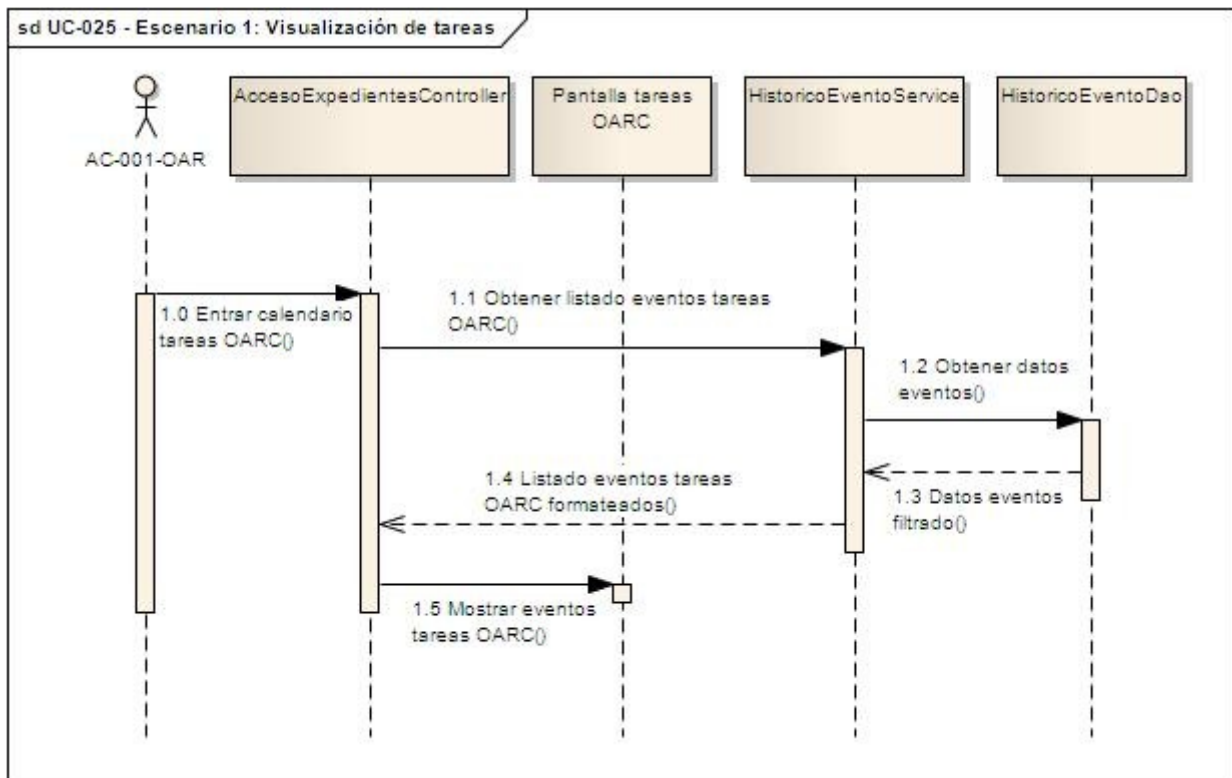 sd UC-025 - Escenario 1: Visualización de tareas
AC-001-OAR
AccesoExpedientesController
Pantalla tareas
OARC
HistoricoEventoService
HistoricoEventoDao
1.0 Entrar calendario
tareas OARC()
1.1 Obtener listado eventos tareas
OARC()
1.2 Obtener datos
eventos()
1.3 Datos eventos
filtrado()
1.4 Listado eventos tareas
OARC formateados()
1.5 Mostrar eventos
tareas OARC()